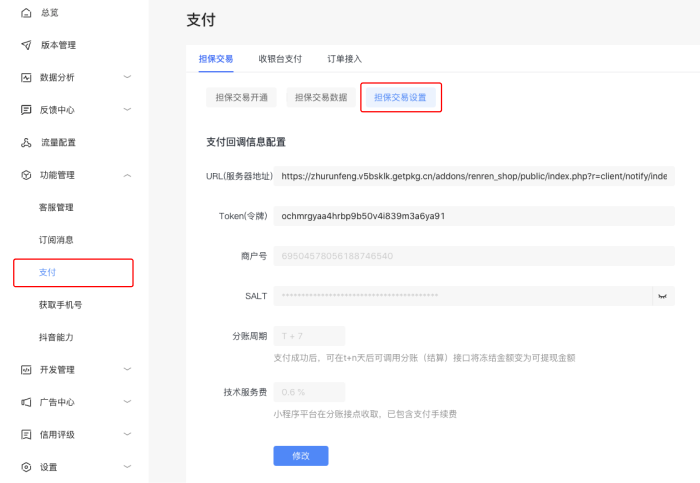 总览
版本管理
数据分析
反馈中心
流量配置
功能管理
客服管理
订阅消息
支付
获取手机号
抖音能力
开发管理
广告中心
信用评级
设置
支付
担保交易 收银台支付 订单接入
担保交易开通 担保交易数据 担保交易设置
支付回调信息配置
URL(服务器地址) https://zhurunfeng.v5bsklk.getpkg.cn/addons/renren_shop/public/index.php?r=client/notify/inde
Token(令牌) ochmrgyaa4hrbp9b50v4i839m3a6ya91
商户号 69504578056188746540
SALT ****************************************
分账周期 T + 7
支付成功后，可在t+n天后可调用分账（结算）接口将冻结金额变为可提现金额
技术服务费 0.6 %
小程序平台在分账接点收取，已包含支付手续费
修改